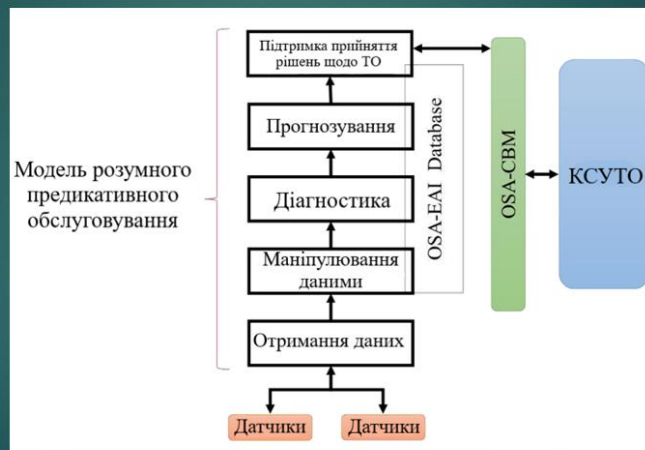 Підтримка прийняття
рішень щодо ТО
Прогнозування
Діагностика
Маніпулювання
даними
Отримання даних
Датчики
Датчики
Модель розумного
предикативного
обслуговування
OSA-EAI Database
OSA-CBM
КСУТО